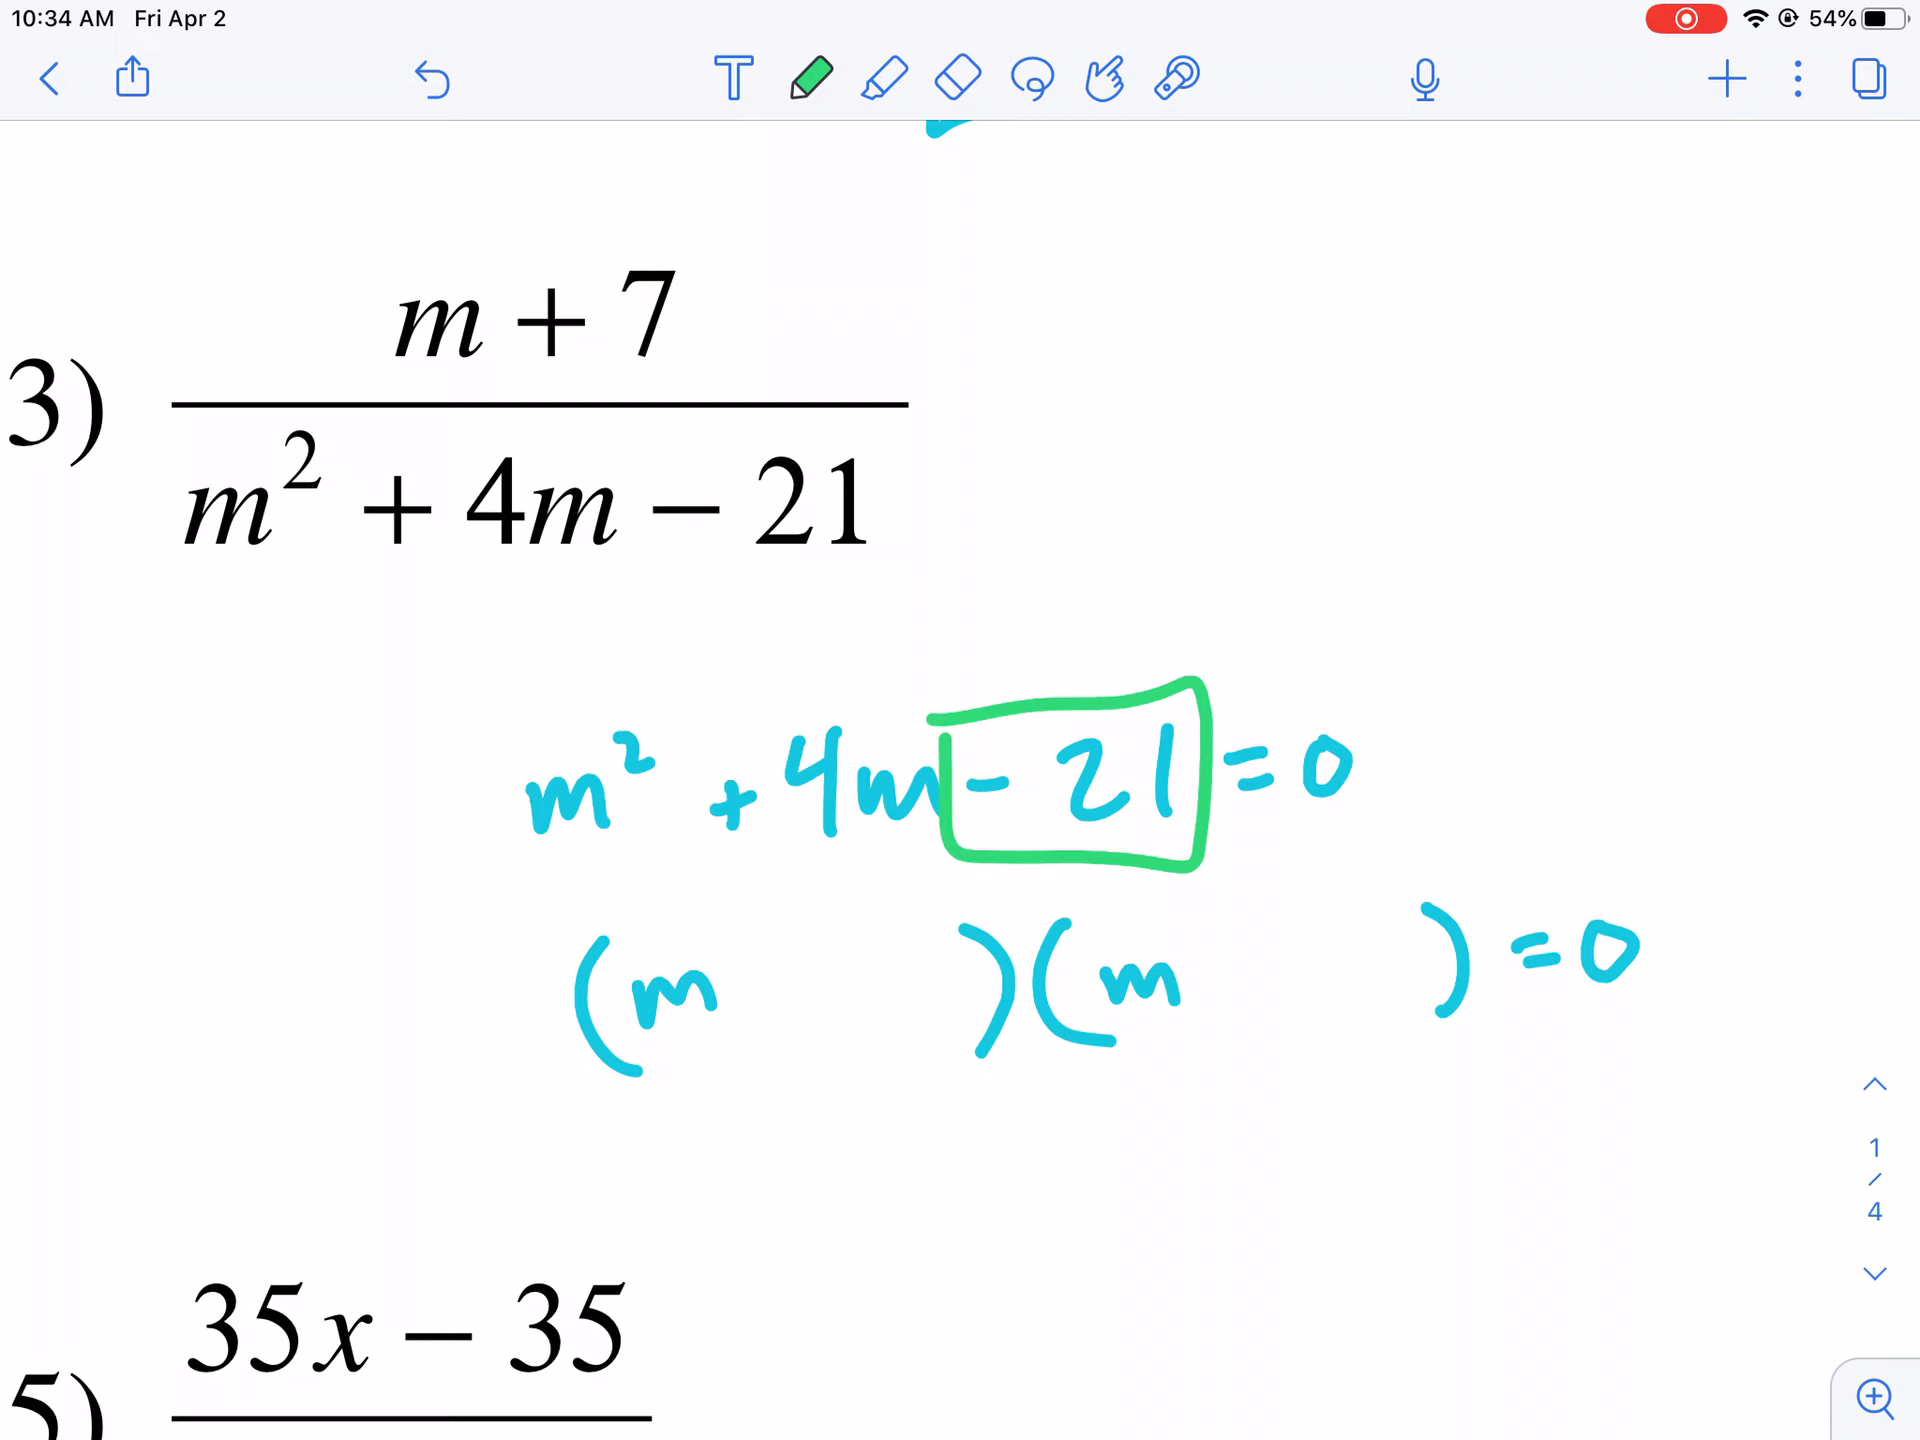 10:34 AM Fri Apr 2
54%
T
3) m + 7
m² + 4m − 21
m² + 4m - 21 = 0
(m )(m ) = 0
1
/
4
35x − 35
5)